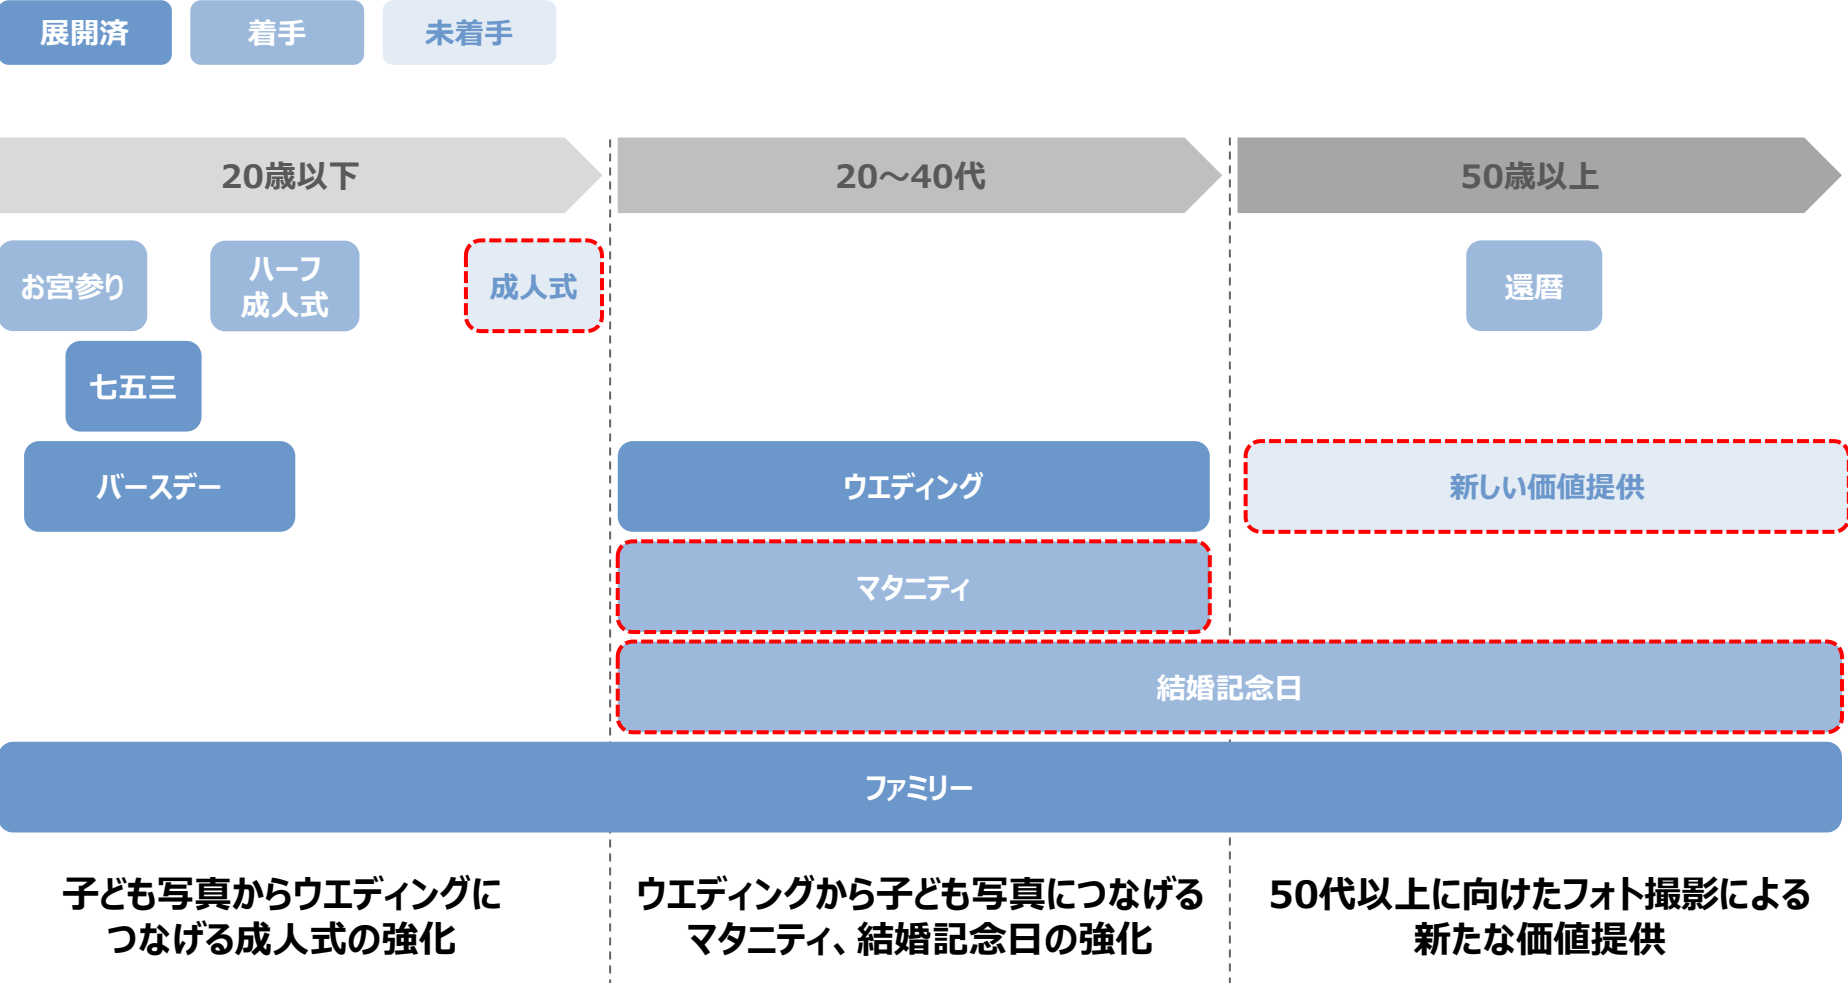 展開済
着手
未着手
20歳以下
20～40代
50歳以上
お宮参り
ハーフ
成人式
成人式
還暦
七五三
バースデー
ウエディング
新しい価値提供
マタニティ
結婚記念日
ファミリー
子ども写真からウエディングに
つなげる成人式の強化
ウエディングから子ども写真につなげる
マタニティ、結婚記念日の強化
50代以上に向けたフォト撮影による
新たな価値提供